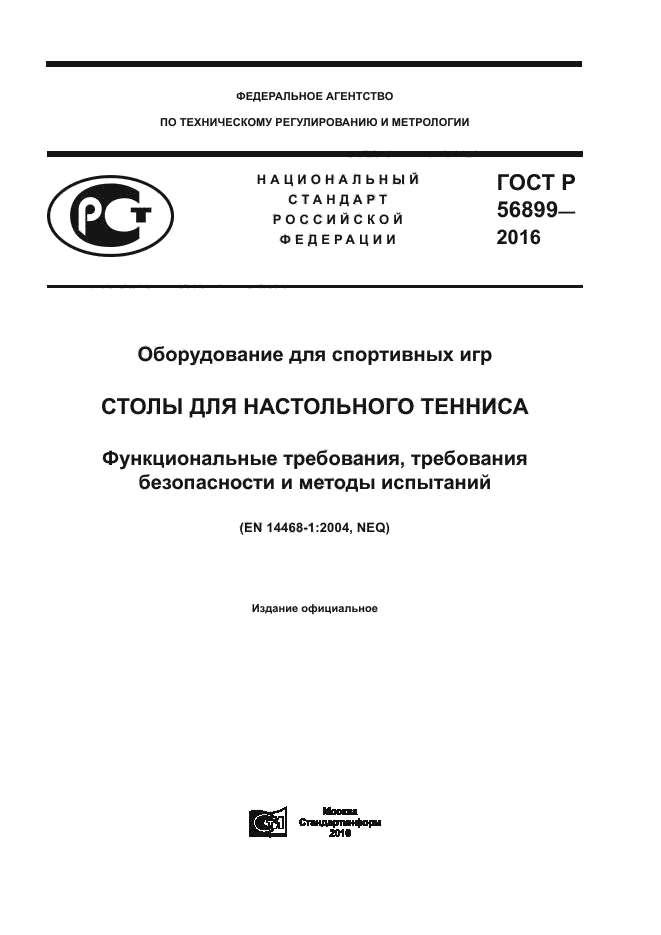 ФЕДЕРАЛЬНОЕ АГЕНТСТВО
ПО ТЕХНИЧЕСКОМУ РЕГУЛИРОВАНИЮ И МЕТРОЛОГИИ
РСТ
НАЦИОНАЛЬНЫЙ
СТАНДАРТ
РОССИЙСКОЙ
ФЕДЕРАЦИИ
ГОСТ Р
56899—
2016
Оборудование для спортивных игр
СТОЛЫ ДЛЯ НАСТОЛЬНОГО ТЕННИСА
Функциональные требования, требования
безопасности и методы испытаний
(EN 14468-1:2004, NEQ)
Издание официальное
Москва
Стандартинформ
2016